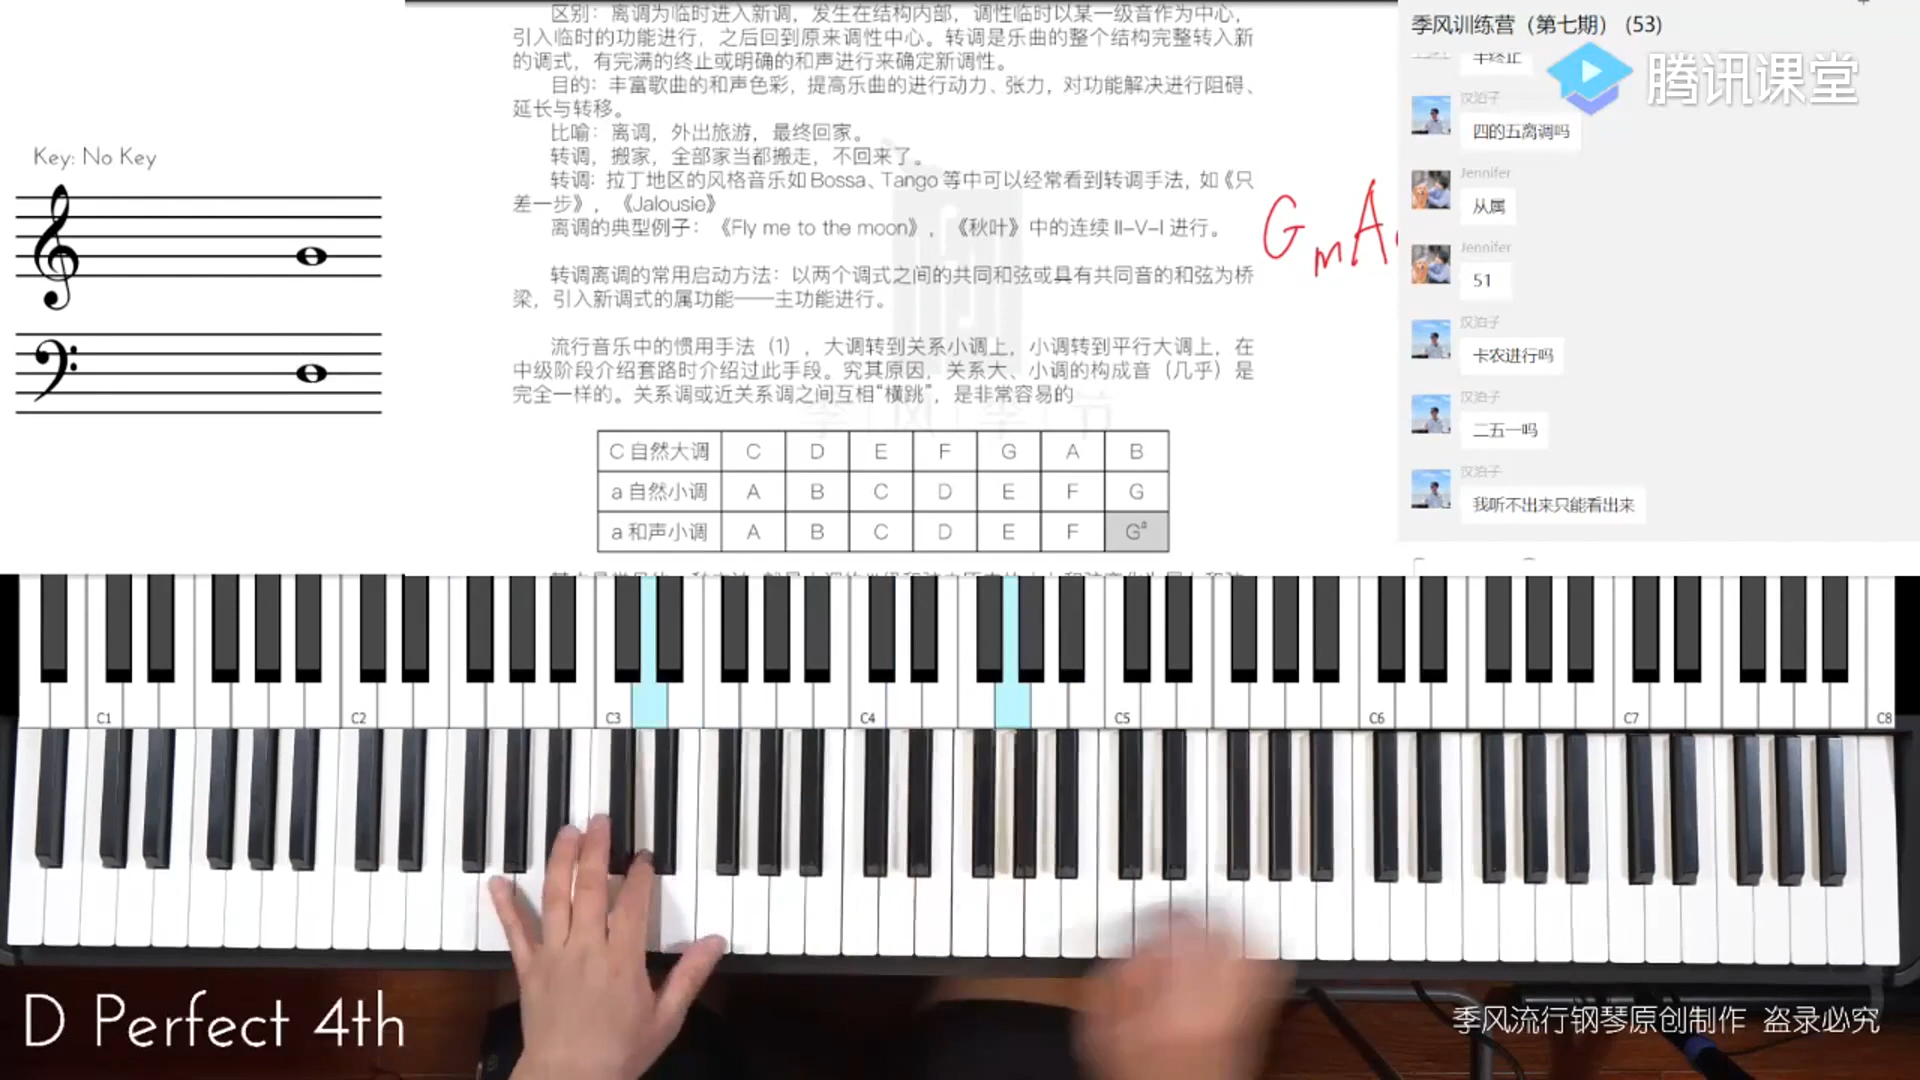 区别：离调为临时进入新调，发生在结构内部，调性临时以某一级音作为中心，
引入临时的功能进行，之后回到原来调性中心。转调是乐曲的整个结构完整转入新
的调式，有完满的终止或明确的和声进行来确定新调性。
目的：丰富歌曲的和声色彩，提高乐曲的进行动力、张力，对功能解决进行阻碍、
延长与转移。
比喻：离调，外出旅游，最终回家。
转调，搬家，全部家当都搬走，不回来了。
转调：拉丁地区的风格音乐如Bossa、Tango等中可以经常看到转调手法，如《只
差一步》，《Jalousie》
离调的典型例子：《Fly me to the moon》，《秋叶》中的连续 II-V-I 进行。
转调离调的常用启动方法：以两个调式之间的共同和弦或具有共同音的和弦为桥
梁，引入新调式的属功能——主功能进行。
流行音乐中的惯用手法（1），大调转到关系小调上，小调转到平行大调上，在
中级阶段介绍套路时介绍过此手段。究其原因，关系大、小调的构成音（几乎）是
完全一样的。关系调或近关系调之间互相“横跳”，是非常容易的
C自然大调 C D E F G A B
a自然小调 A B C D E F G
a和声小调 A B C D E F G#
Key: No Key
GmA
季风训练营（第七期） (53)
半终止
腾讯课堂
汉泊子
四的五离调吗
Jennifer
从属
Jennifer
51
汉泊子
卡农进行吗
汉泊子
二五一吗
汉泊子
我听不出来只能看出来
C1 C2 C3 C4 C5 C6 C7 C8
D Perfect 4th
季风流行钢琴原创制作 盗录必究